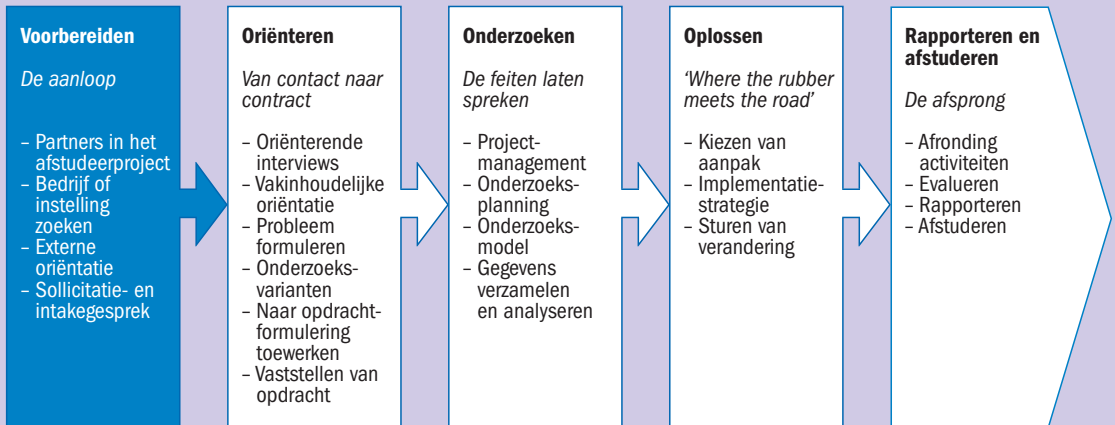 Voorbereiden
De aanloop
– Partners in het
afstudeerproject
– Bedrijf of
instelling
zoeken
– Externe
oriëntatie
– Sollicitatie- en
intakegesprek
Oriënteren
Van contact naar
contract
– Oriënterende
interviews
– Vakinhoudelijke
oriëntatie
– Probleem
formuleren
– Onderzoeks-
varianten
– Naar opdracht-
formulering
toewerken
– Vaststellen van
opdracht
Onderzoeken
De feiten laten
spreken
– Project-
management
– Onderzoeks-
planning
– Onderzoeks-
model
– Gegevens
verzamelen
en analyseren
Oplossen
‘Where the rubber
meets the road’
– Kiezen van
aanpak
– Implementatie-
strategie
– Sturen van
verandering
Rapporteren en
afstuderen
De afsprong
– Afronding
activiteiten
– Evalueren
– Rapporteren
– Afstuderen